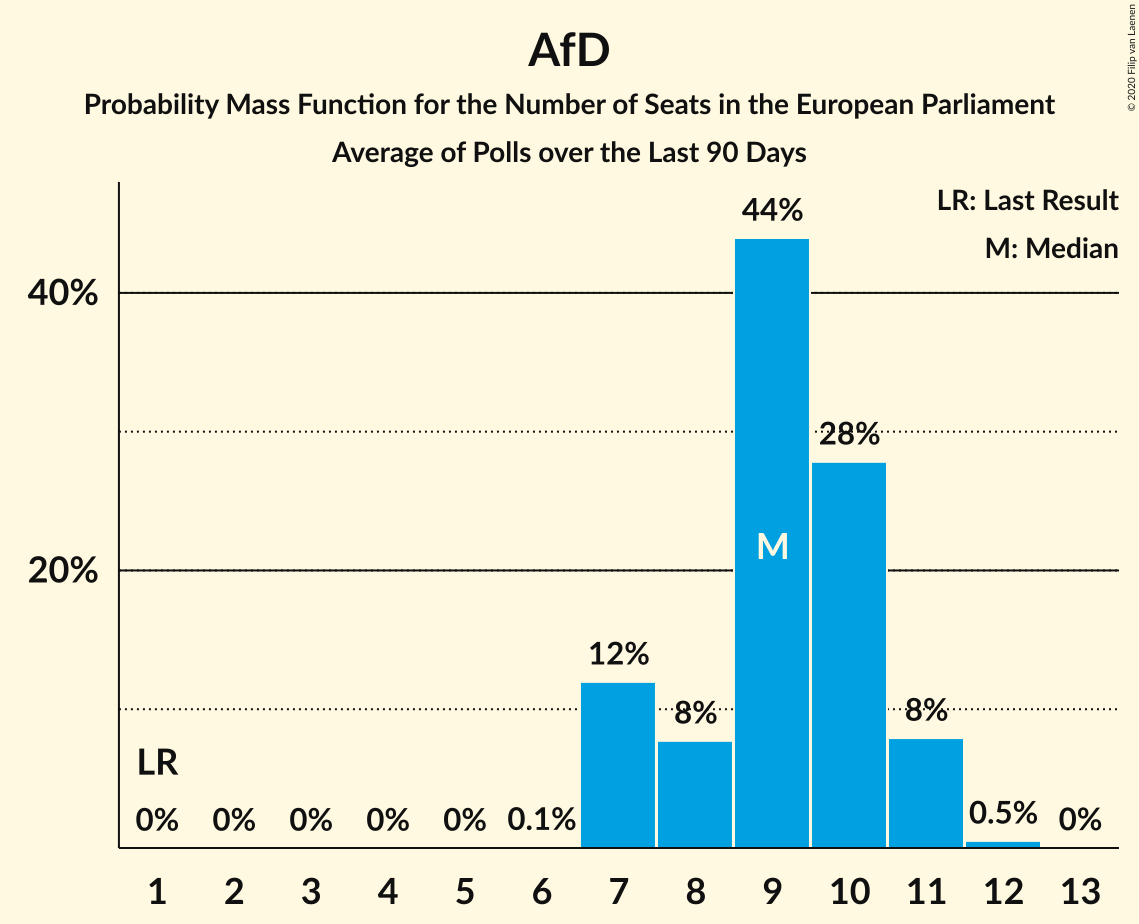 AfD
Probability Mass Function for the Number of Seats in the European Parliament
Average of Polls over the Last 90 Days
© 2020 Filip van Laenen
LR: Last Result
M: Median
44%
40%
28%
M
20%
12%
8%
8%
LR
0%
0%
0%
0%
0%
0.1%
0.5%
0%
1 2 3 4 5 6 7 8 9 10 11 12 13